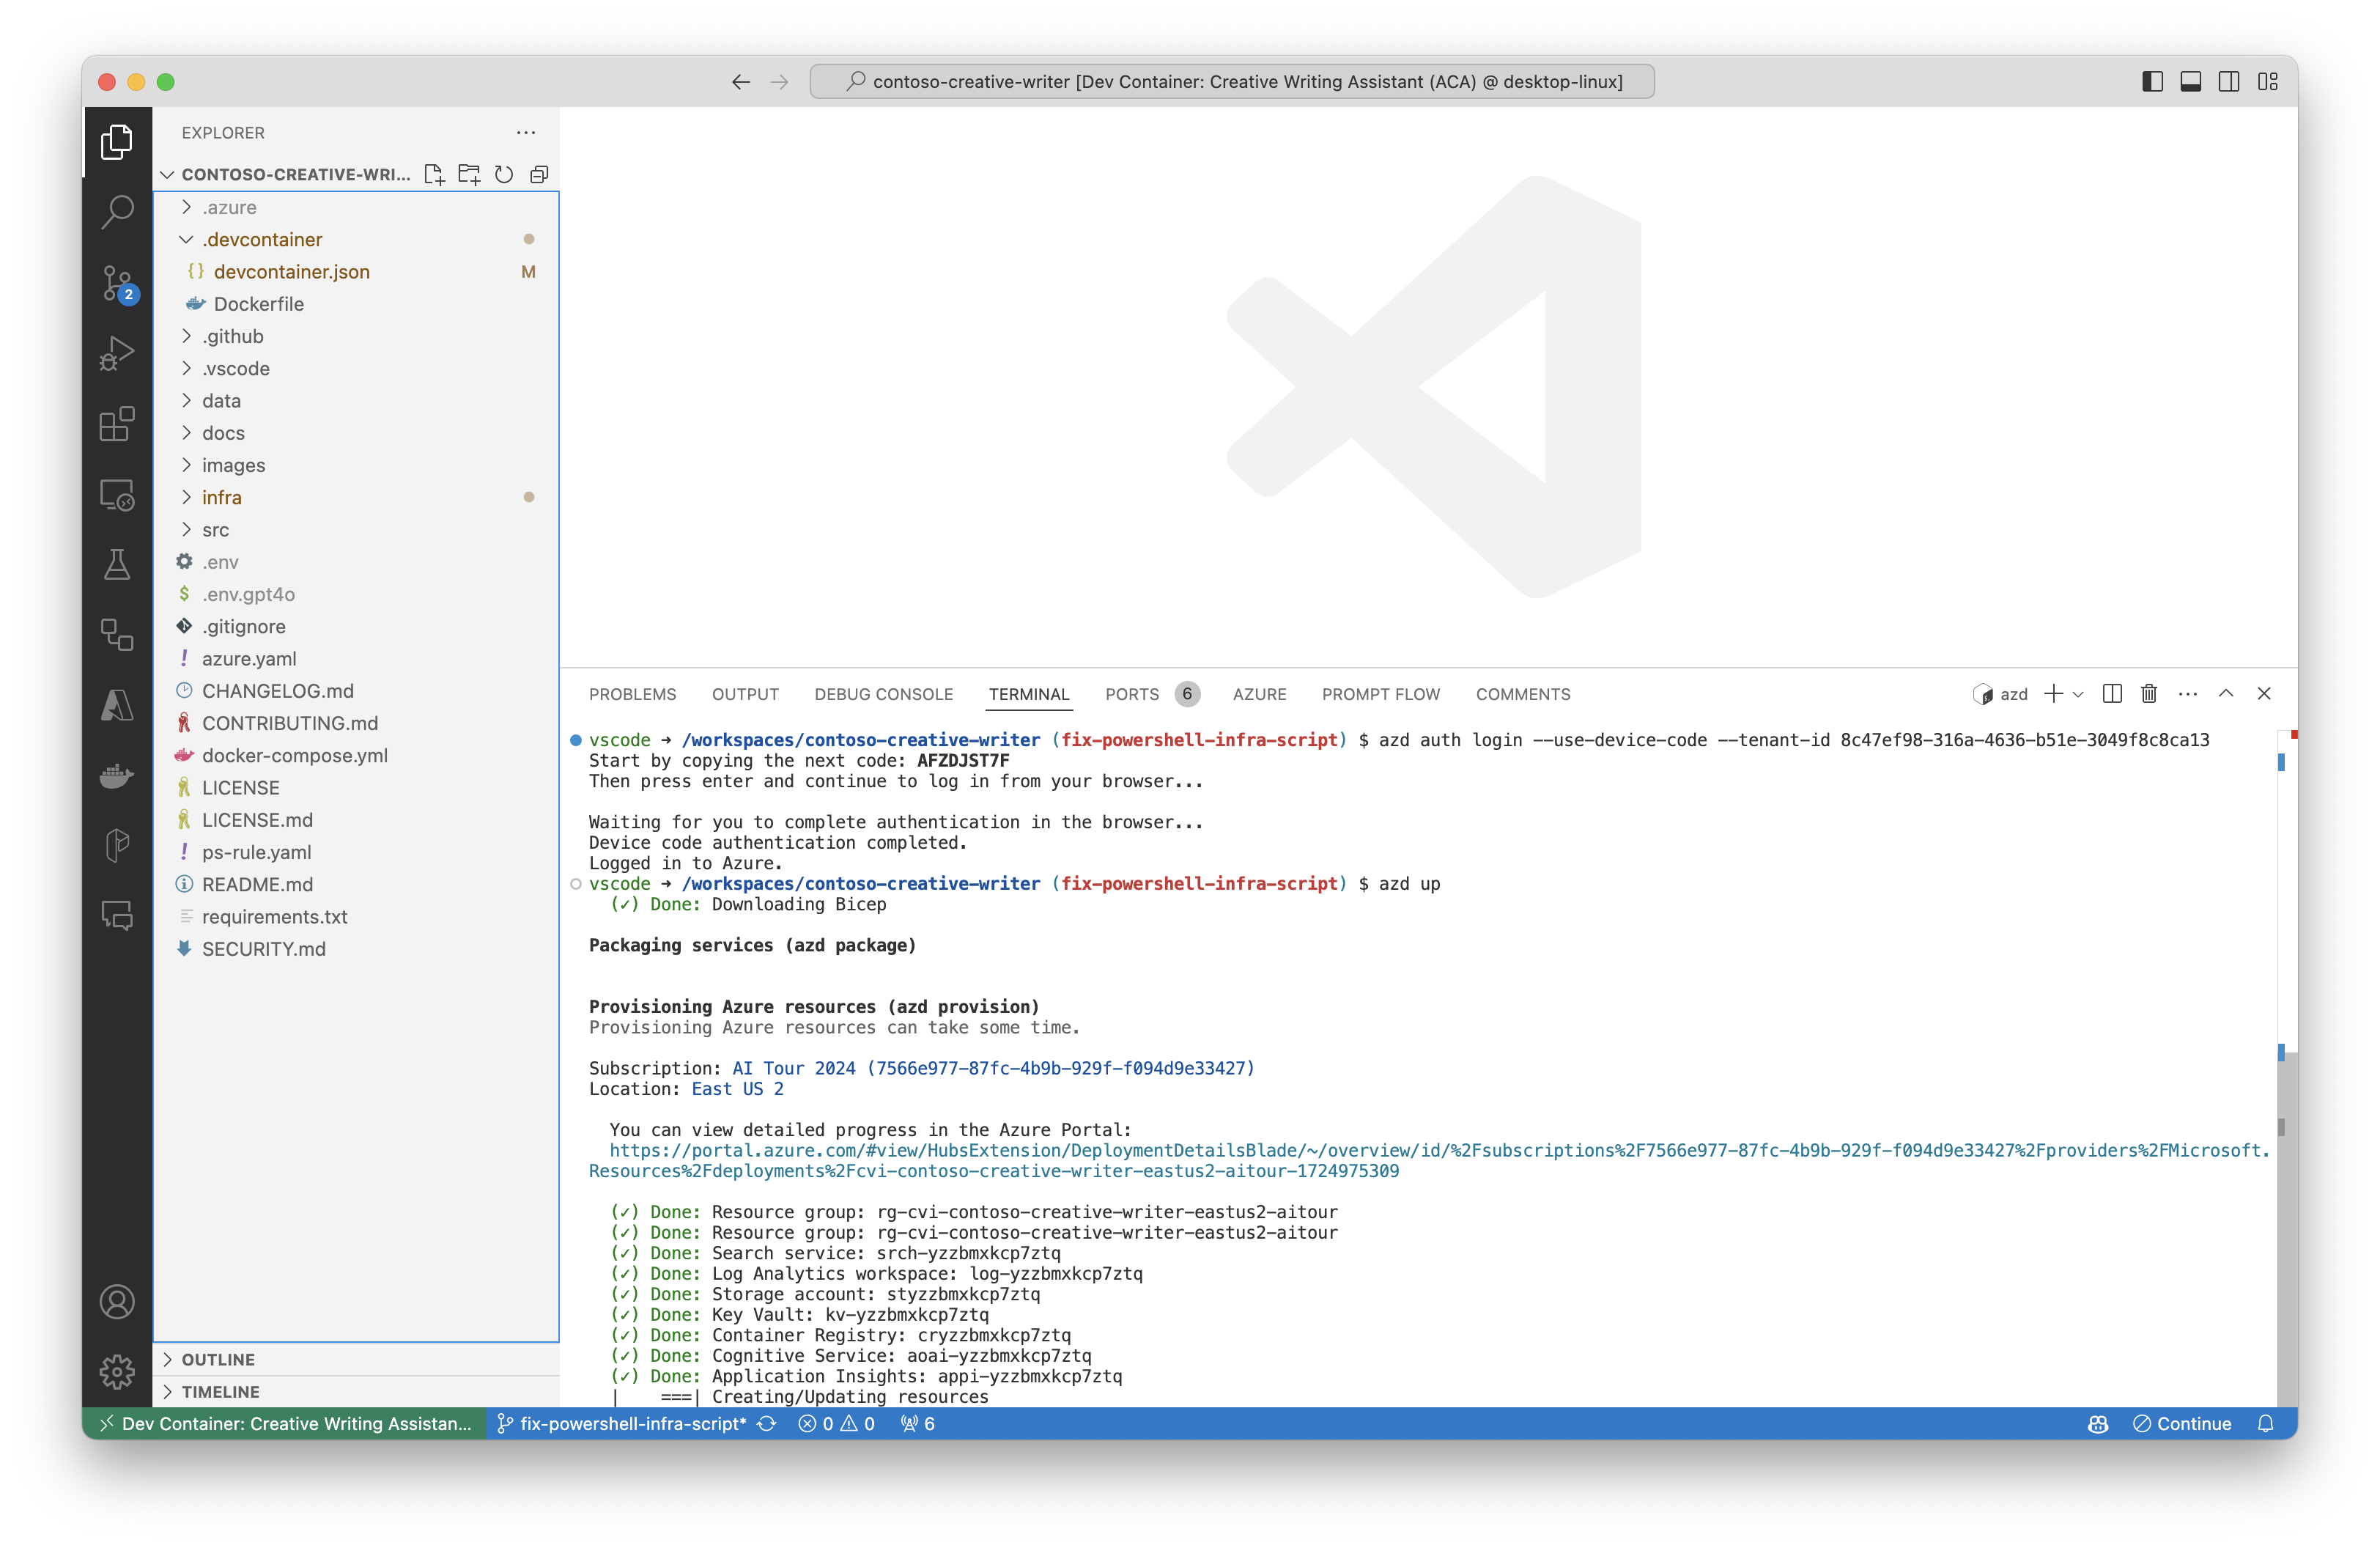 contoso-creative-writer [Dev Container: Creative Writing Assistant (ACA) @ desktop-linux]
EXPLORER
CONTOSO-CREATIVE-WRI...
.azure
.devcontainer
{} devcontainer.json M
Dockerfile
.github
.vscode
data
docs
images
infra
src
.env
$ .env.gpt4o
.gitignore
! azure.yaml
CHANGELOG.md
CONTRIBUTING.md
docker-compose.yml
LICENSE
LICENSE.md
! ps-rule.yaml
README.md
requirements.txt
SECURITY.md
OUTLINE
TIMELINE
2
PROBLEMS OUTPUT DEBUG CONSOLE TERMINAL PORTS 6 AZURE PROMPT FLOW COMMENTS azd
vscode → /workspaces/contoso-creative-writer (fix-powershell-infra-script) $ azd auth login --use-device-code --tenant-id 8c47ef98-316a-4636-b51e-3049f8c8ca13
Start by copying the next code: AFZDJST7F
Then press enter and continue to log in from your browser...
Waiting for you to complete authentication in the browser...
Device code authentication completed.
Logged in to Azure.
vscode → /workspaces/contoso-creative-writer (fix-powershell-infra-script) $ azd up
(✓) Done: Downloading Bicep
Packaging services (azd package)
Provisioning Azure resources (azd provision)
Provisioning Azure resources can take some time.
Subscription: AI Tour 2024 (7566e977-87fc-4b9b-929f-f094d9e33427)
Location: East US 2
You can view detailed progress in the Azure Portal:
https://portal.azure.com/#view/HubsExtension/DeploymentDetailsBlade/~/overview/id/%2Fsubscriptions%2F7566e977-87fc-4b9b-929f-f094d9e33427%2Fproviders%2FMicrosoft.
Resources%2Fdeployments%2Fcvi-contoso-creative-writer-eastus2-aitour-1724975309
(✓) Done: Resource group: rg-cvi-contoso-creative-writer-eastus2-aitour
(✓) Done: Resource group: rg-cvi-contoso-creative-writer-eastus2-aitour
(✓) Done: Search service: srch-yzzbmxkcp7ztq
(✓) Done: Log Analytics workspace: log-yzzbmxkcp7ztq
(✓) Done: Storage account: styzzbmxkcp7ztq
(✓) Done: Key Vault: kv-yzzbmxkcp7ztq
(✓) Done: Container Registry: cryzzbmxkcp7ztq
(✓) Done: Cognitive Service: aoai-yzzbmxkcp7ztq
(✓) Done: Application Insights: appi-yzzbmxkcp7ztq
|    ===| Creating/Updating resources
Dev Container: Creative Writing Assistan... fix-powershell-infra-script* 0 0 6 Continue